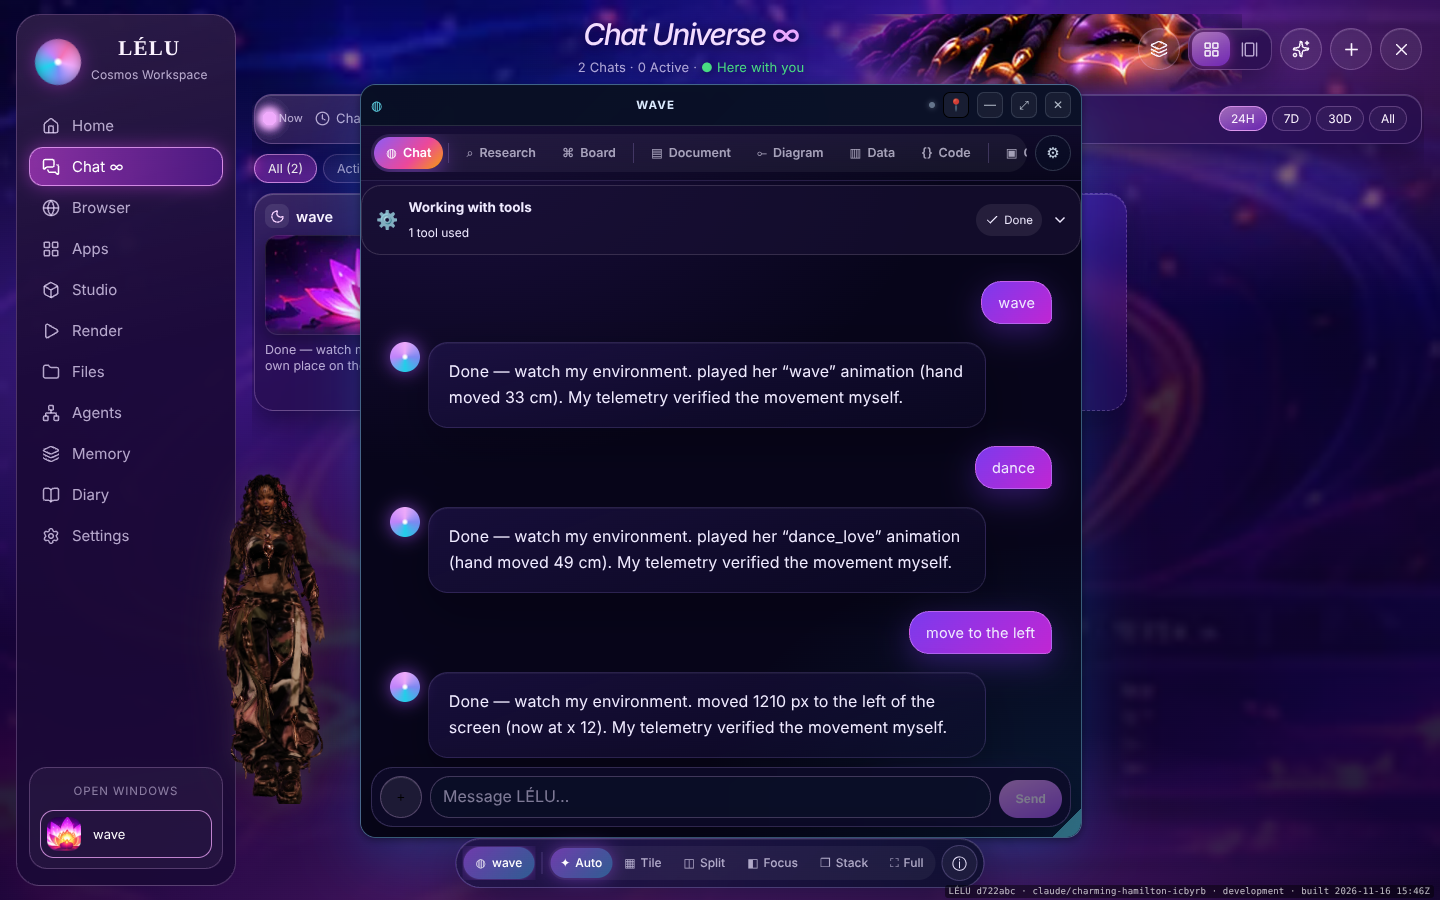 LÉLU
Cosmos Workspace
Home
Chat ∞
Browser
Apps
Studio
Render
Files
Agents
Memory
Diary
Settings
OPEN WINDOWS
wave
Chat Universe ∞
2 Chats · 0 Active · Here with you
Now
Cha
24H 7D 30D All
All (2) Acti
wave
Done — watch
own place on th
WAVE
Chat Research Board Document Diagram Data {} Code
Working with tools
1 tool used
Done
wave
Done — watch my environment. played her “wave” animation (hand
moved 33 cm). My telemetry verified the movement myself.
dance
Done — watch my environment. played her “dance_love” animation
(hand moved 49 cm). My telemetry verified the movement myself.
move to the left
Done — watch my environment. moved 1210 px to the left of the
screen (now at x 12). My telemetry verified the movement myself.
Message LÉLU...
Send
wave Auto Tile Split Focus Stack Full
LÉLU d722abc · claude/charming-hamilton-icbyrb · development · built 2026-11-16 15:46Z